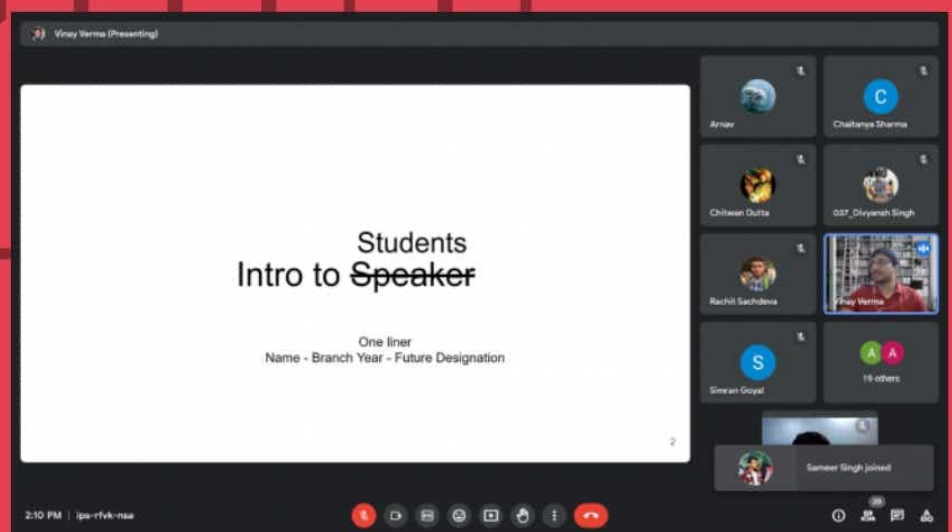 Vinay Verma (Presenting)
Students
Intro to Speaker
One liner
Name - Branch Year - Future Designation
2
Arnav
C
Chaitanya Sharma
Chitwan Dutta
037_Divyansh Singh
Rachit Sachdeva
Vinay Verma
S
Simran Goyal
A A
19 others
Sameer Singh joined
2:10 PM | lps-rfvk-nsa